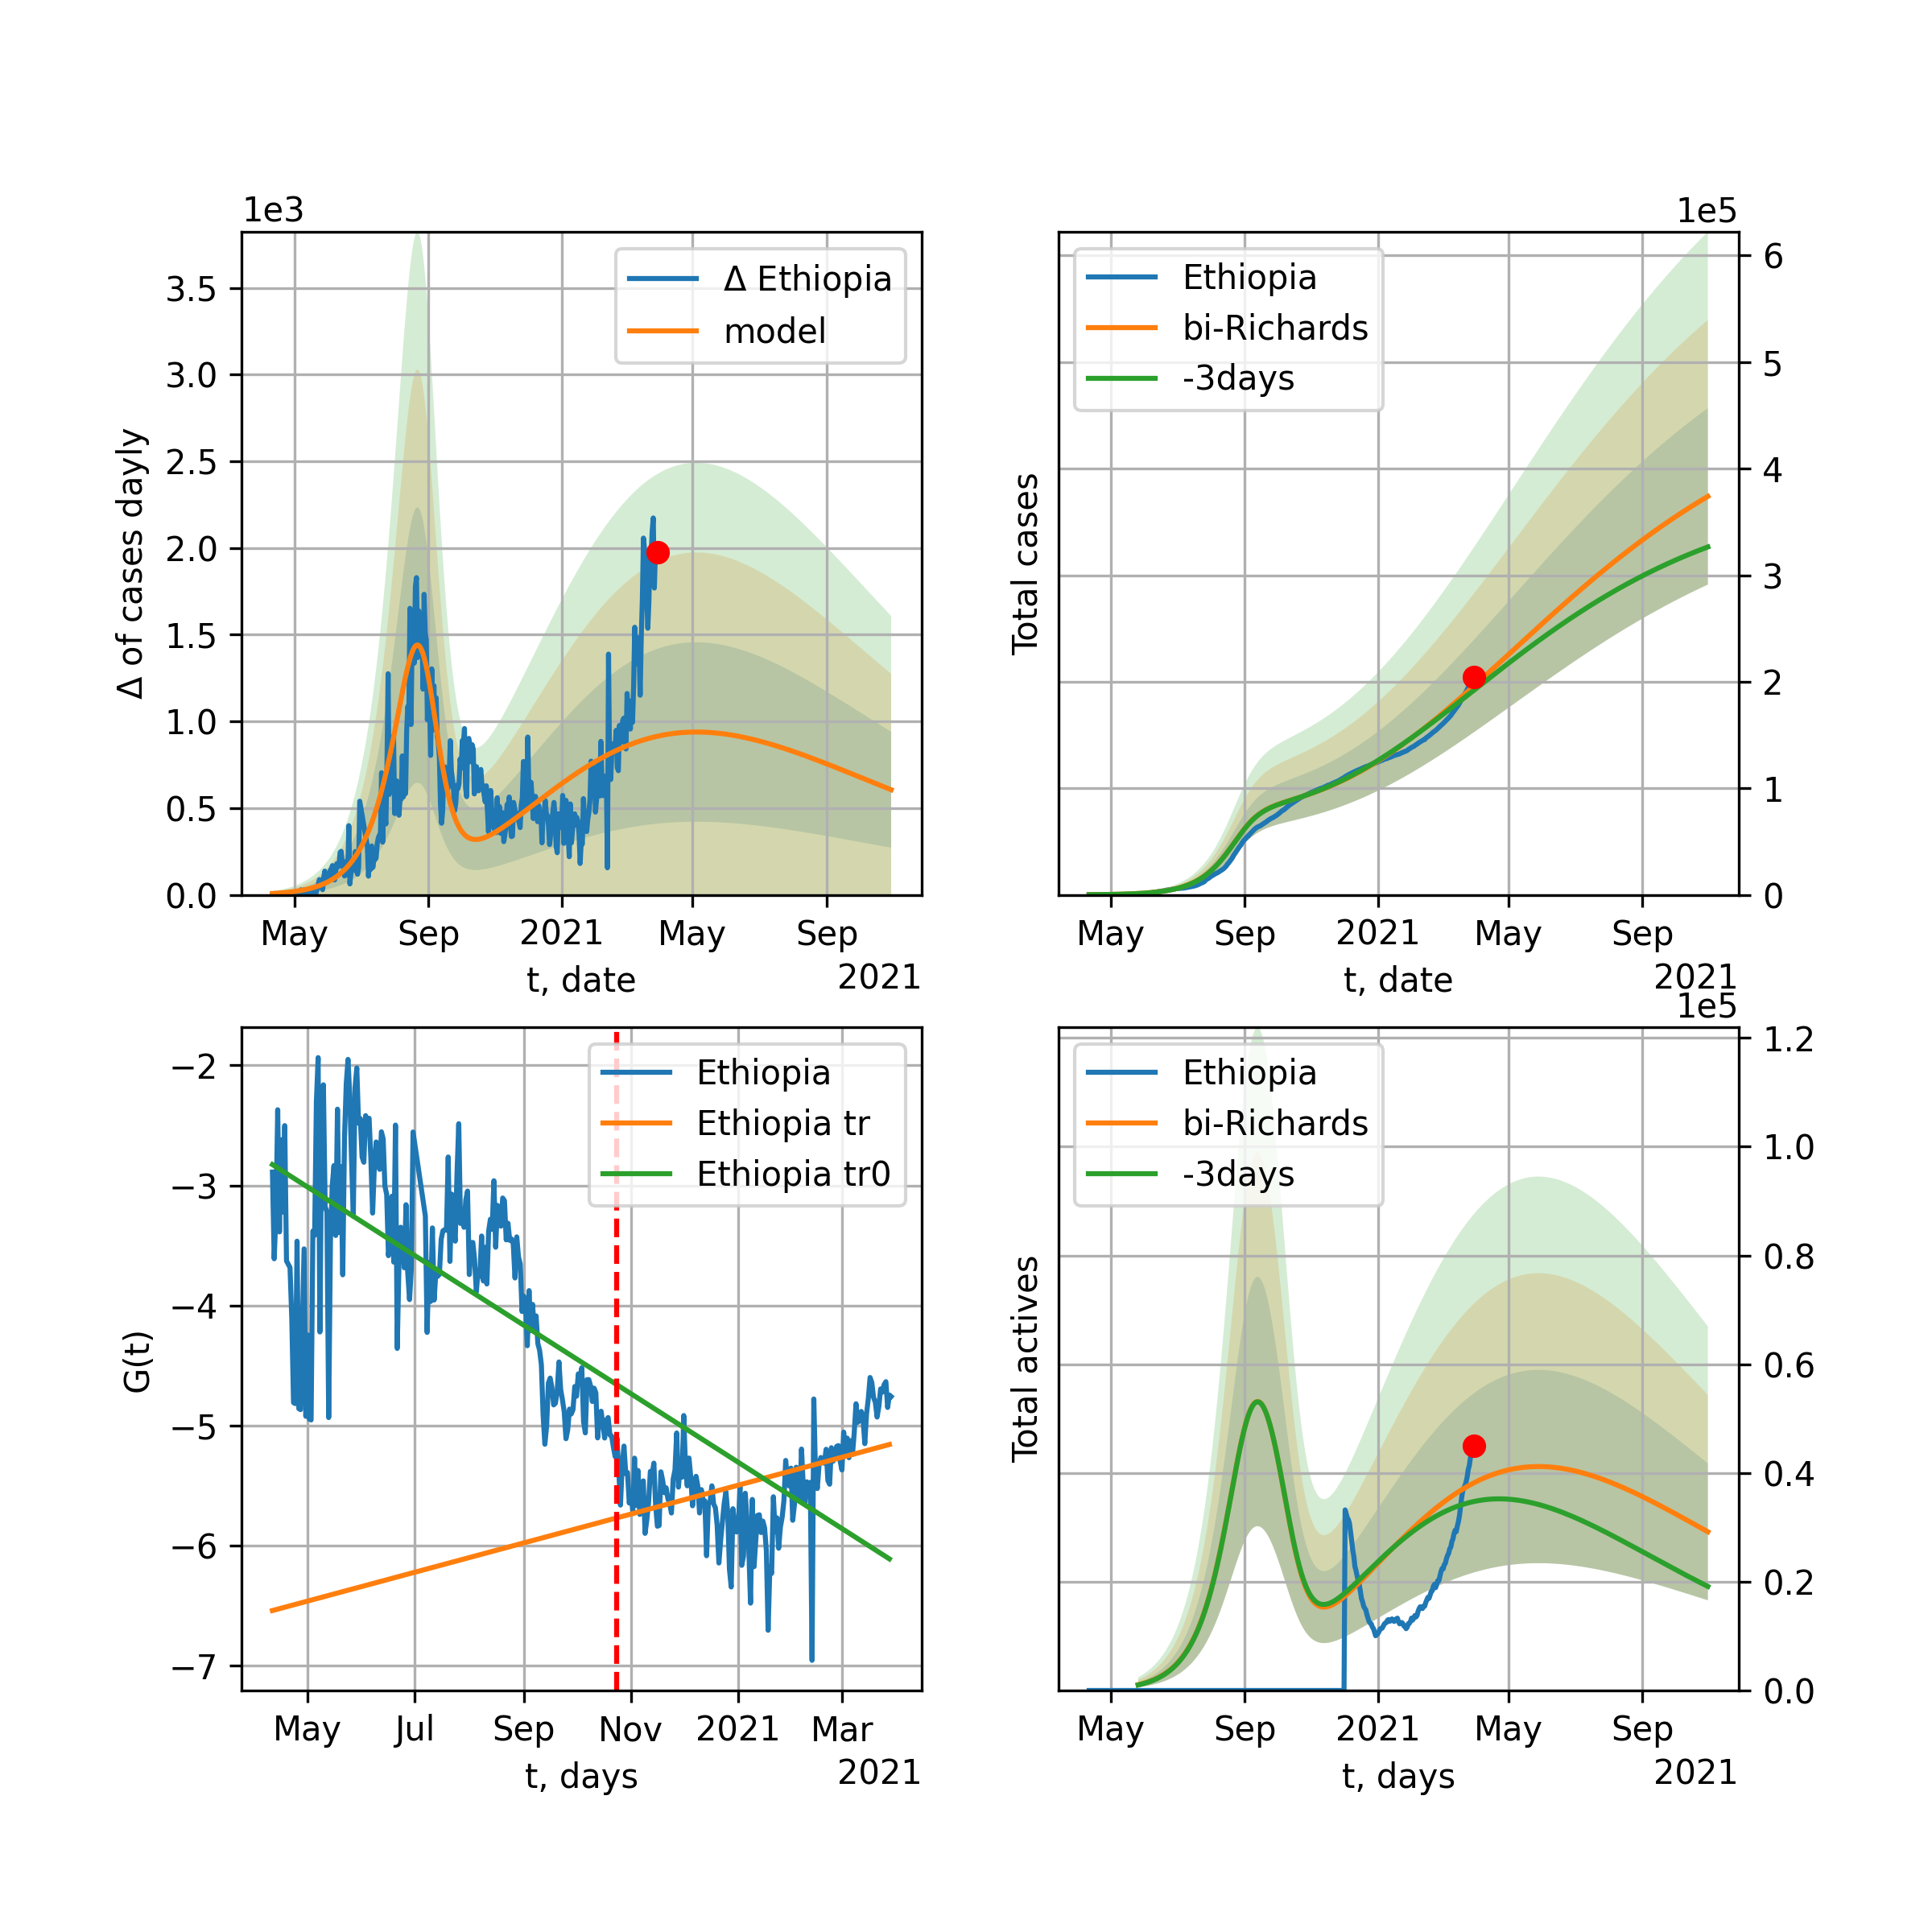 1e3
Δ of cases dayly
3.5
3.0
2.5
2.0
1.5
1.0
0.5
0.0
Δ Ethiopia
model
May Sep 2021 May Sep
t, date
2021
1e5
Total cases
Ethiopia
bi-Richards
-3days
6
5
4
3
2
1
0
May Sep 2021 May Sep
t, date
2021
G(t)
−2
−3
−4
−5
−6
−7
Ethiopia
Ethiopia tr
Ethiopia tr0
May Jul Sep Nov 2021 Mar
t, days
2021
1e5
Total actives
Ethiopia
bi-Richards
-3days
1.2
1.0
0.8
0.6
0.4
0.2
0.0
May Sep 2021 May Sep
t, days
2021